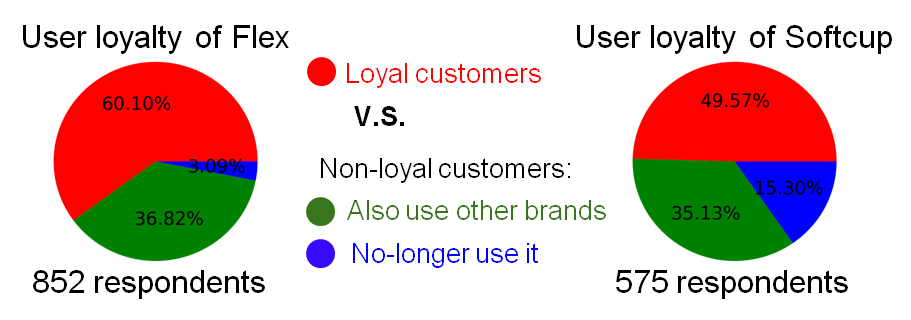 User loyalty of Flex
60.10%
3.09%
36.82%
852 respondents
Loyal customers
V.S.
Non-loyal customers:
Also use other brands
No-longer use it
User loyalty of Softcup
49.57%
15.30%
35.13%
575 respondents